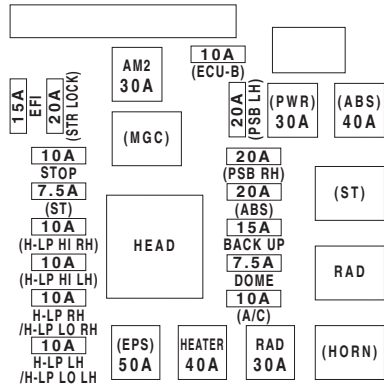 10A
(ECU-B)
AM2
30A
15A
EFI
20A
(STR LOCK)
20A
(PSB LH)
(PWR)
30A
(ABS)
40A
(MGC)
10A
STOP
7.5A
(ST)
10A
(H-LP HI RH)
10A
(H-LP HI LH)
10A
H-LP RH
/H-LP LO RH
10A
H-LP LH
/H-LP LO LH
HEAD
20A
(PSB RH)
20A
(ABS)
15A
BACK UP
7.5A
DOME
10A
(A/C)
(ST)
RAD
(EPS)
50A
HEATER
40A
RAD
30A
(HORN)